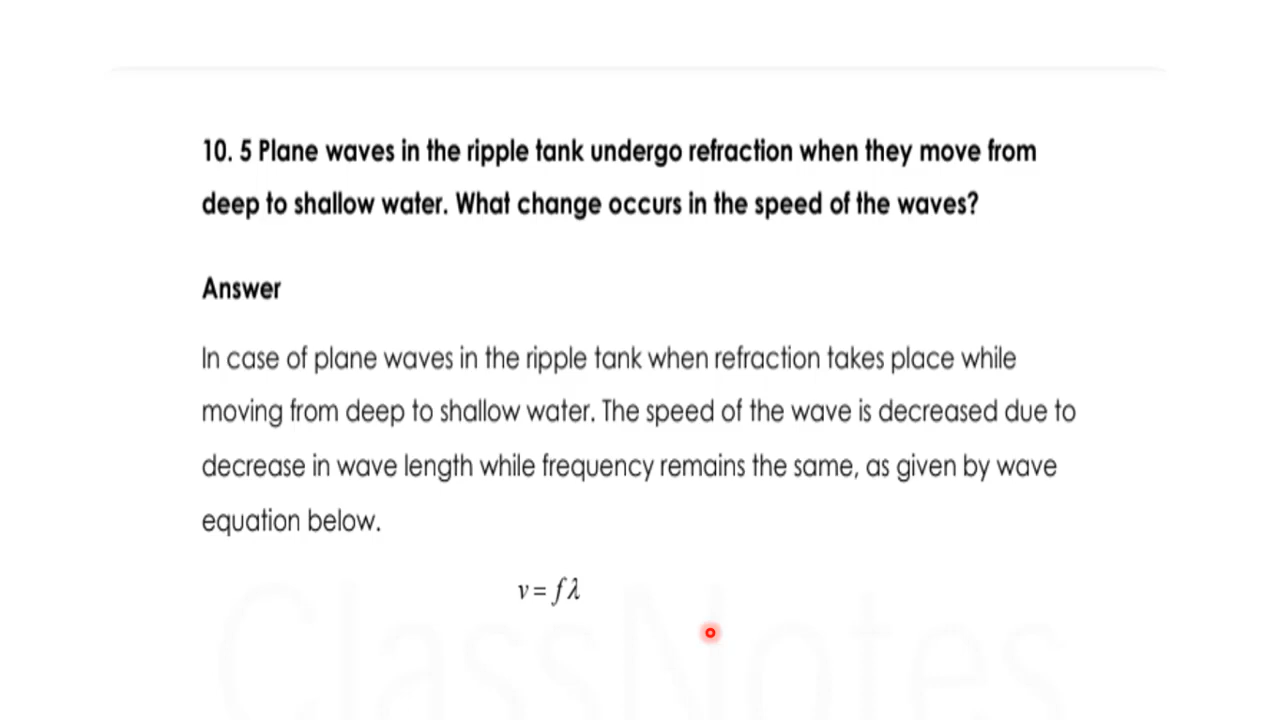 10. 5 Plane waves in the ripple tank undergo refraction when they move from
deep to shallow water. What change occurs in the speed of the waves?
Answer
In case of plane waves in the ripple tank when refraction takes place while
moving from deep to shallow water. The speed of the wave is decreased due to
decrease in wave length while frequency remains the same, as given by wave
equation below.
v = f λ
ClassNotes